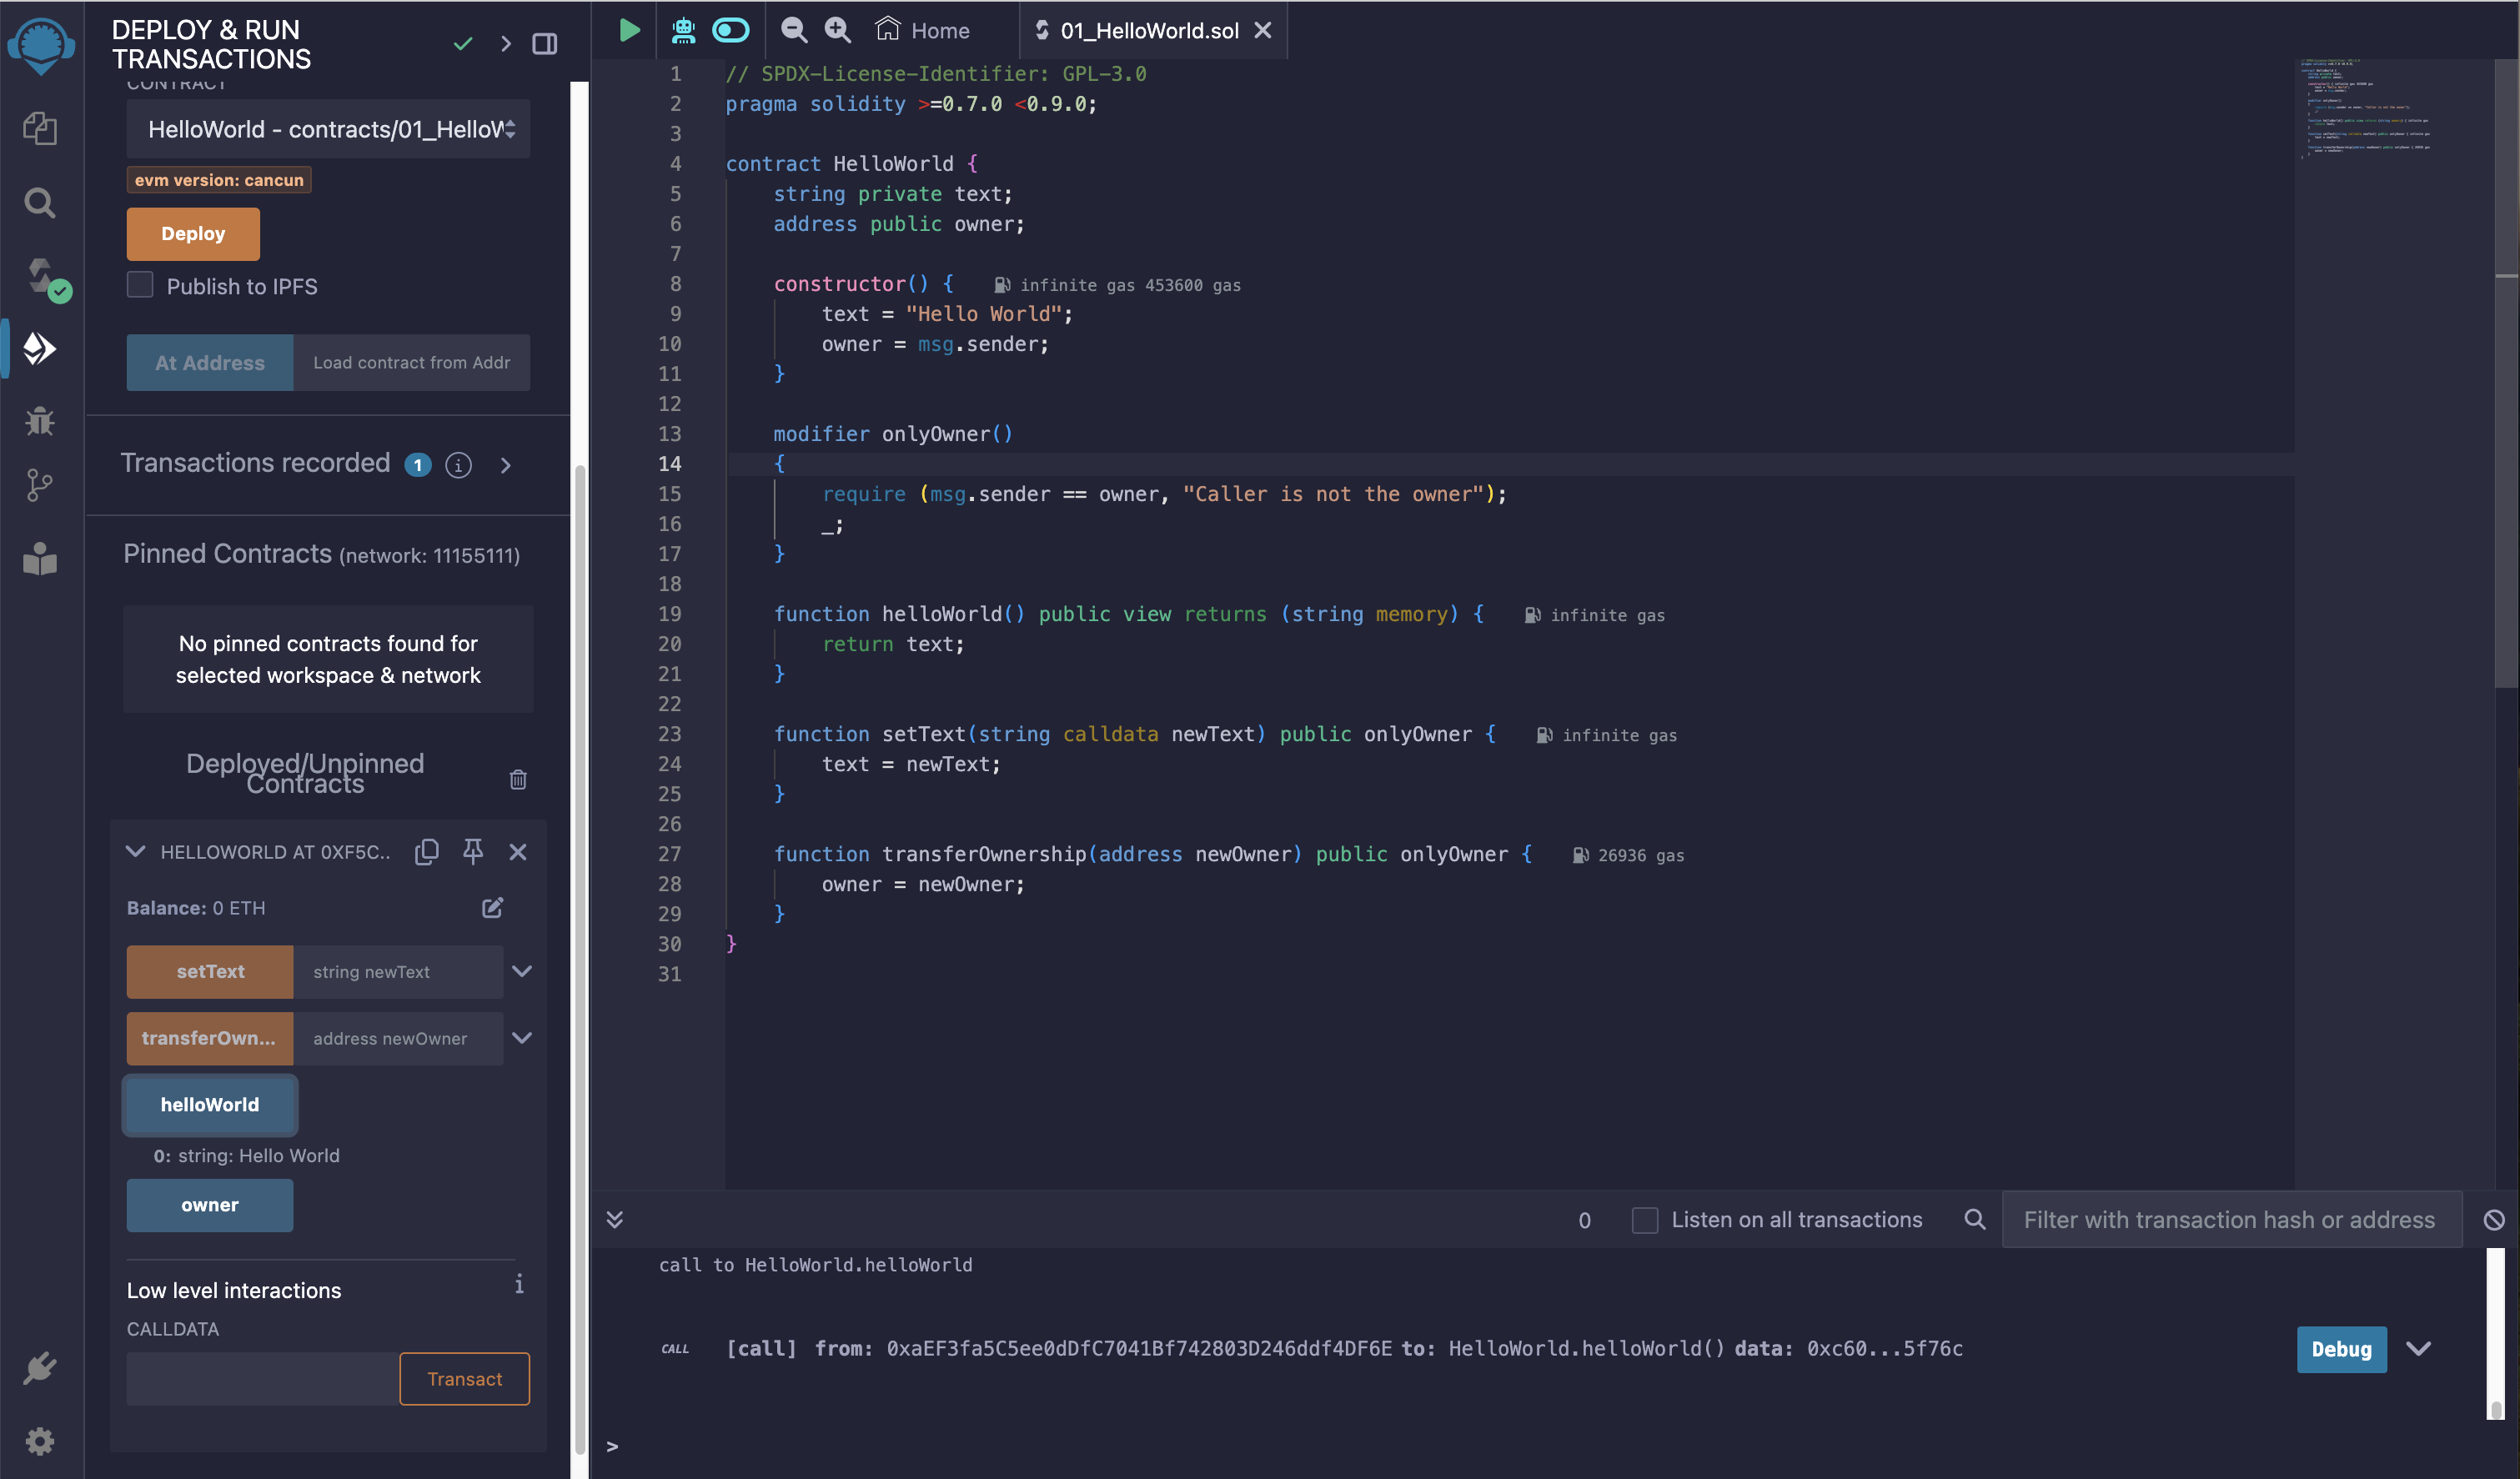 DEPLOY & RUN
TRANSACTIONS
CONTRACT
HelloWorld - contracts/01_HelloW
evm version: cancun
Deploy
Publish to IPFS
At Address
Load contract from Addr
Transactions recorded 1 i
Pinned Contracts (network: 11155111)
No pinned contracts found for
selected workspace & network
Deployed/Unpinned
Contracts
HELLOWORLD AT 0XF5C..
Balance: 0 ETH
setText
string newText
transferOwn...
address newOwner
helloWorld
0: string: Hello World
owner
Low level interactions
i
CALLDATA
Transact
Home
01_HelloWorld.sol
1 // SPDX-License-Identifier: GPL-3.0
2 pragma solidity >=0.7.0 <0.9.0;
3
4 contract HelloWorld {
5     string private text;
6     address public owner;
7
8     constructor() { infinite gas 453600 gas
9         text = "Hello World";
10         owner = msg.sender;
11     }
12
13     modifier onlyOwner()
14     {
15         require (msg.sender == owner, "Caller is not the owner");
16         _;
17     }
18
19     function helloWorld() public view returns (string memory) { infinite gas
20         return text;
21     }
22
23     function setText(string calldata newText) public onlyOwner { infinite gas
24         text = newText;
25     }
26
27     function transferOwnership(address newOwner) public onlyOwner { 26936 gas
28         owner = newOwner;
29     }
30 }
31
0
Listen on all transactions
Filter with transaction hash or address
call to HelloWorld.helloWorld
CALL [call] from: 0xaEF3fa5C5ee0dDfC7041Bf742803D246ddf4DF6E to: HelloWorld.helloWorld() data: 0xc60...5f76c
Debug
>